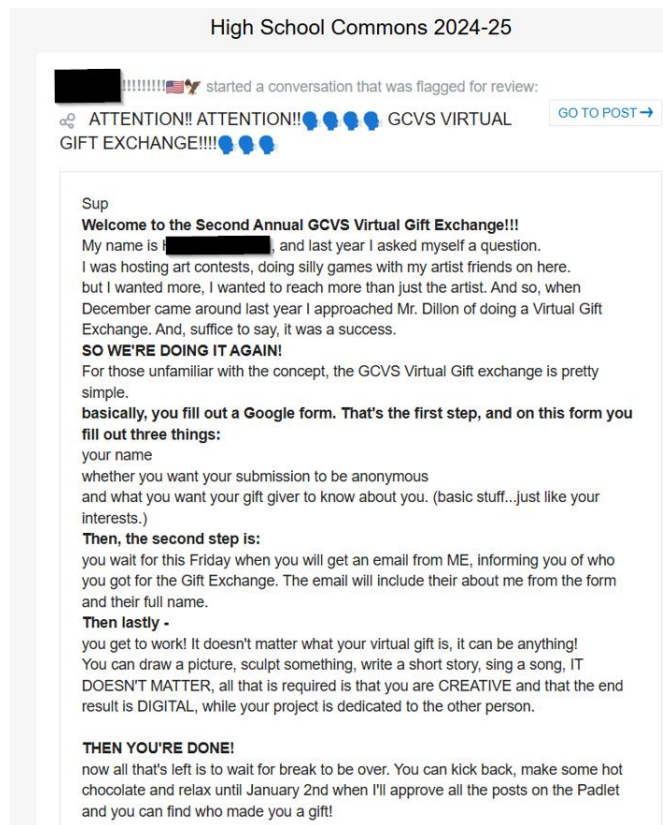 High School Commons 2024-25
!!!!!!!!!🇺🇸🦅 started a conversation that was flagged for review:
ATTENTION!! ATTENTION!!🗣️🗣️🗣️🗣️ GCVS VIRTUAL
GIFT EXCHANGE!!!!🗣️🗣️🗣️
GO TO POST→
Sup
Welcome to the Second Annual GCVS Virtual Gift Exchange!!!
My name is , and last year I asked myself a question.
I was hosting art contests, doing silly games with my artist friends on here.
but I wanted more, I wanted to reach more than just the artist. And so, when
December came around last year I approached Mr. Dillon of doing a Virtual Gift
Exchange. And, suffice to say, it was a success.
SO WE'RE DOING IT AGAIN!
For those unfamiliar with the concept, the GCVS Virtual Gift exchange is pretty
simple.
basically, you fill out a Google form. That's the first step, and on this form you
fill out three things:
your name
whether you want your submission to be anonymous
and what you want your gift giver to know about you. (basic stuff...just like your
interests.)
Then, the second step is:
you wait for this Friday when you will get an email from ME, informing you of who
you got for the Gift Exchange. The email will include their about me from the form
and their full name.
Then lastly -
you get to work! It doesn't matter what your virtual gift is, it can be anything!
You can draw a picture, sculpt something, write a short story, sing a song, IT
DOESN'T MATTER, all that is required is that you are CREATIVE and that the end
result is DIGITAL, while your project is dedicated to the other person.
THEN YOU'RE DONE!
now all that's left is to wait for break to be over. You can kick back, make some hot
chocolate and relax until January 2nd when I'll approve all the posts on the Padlet
and you can find who made you a gift!